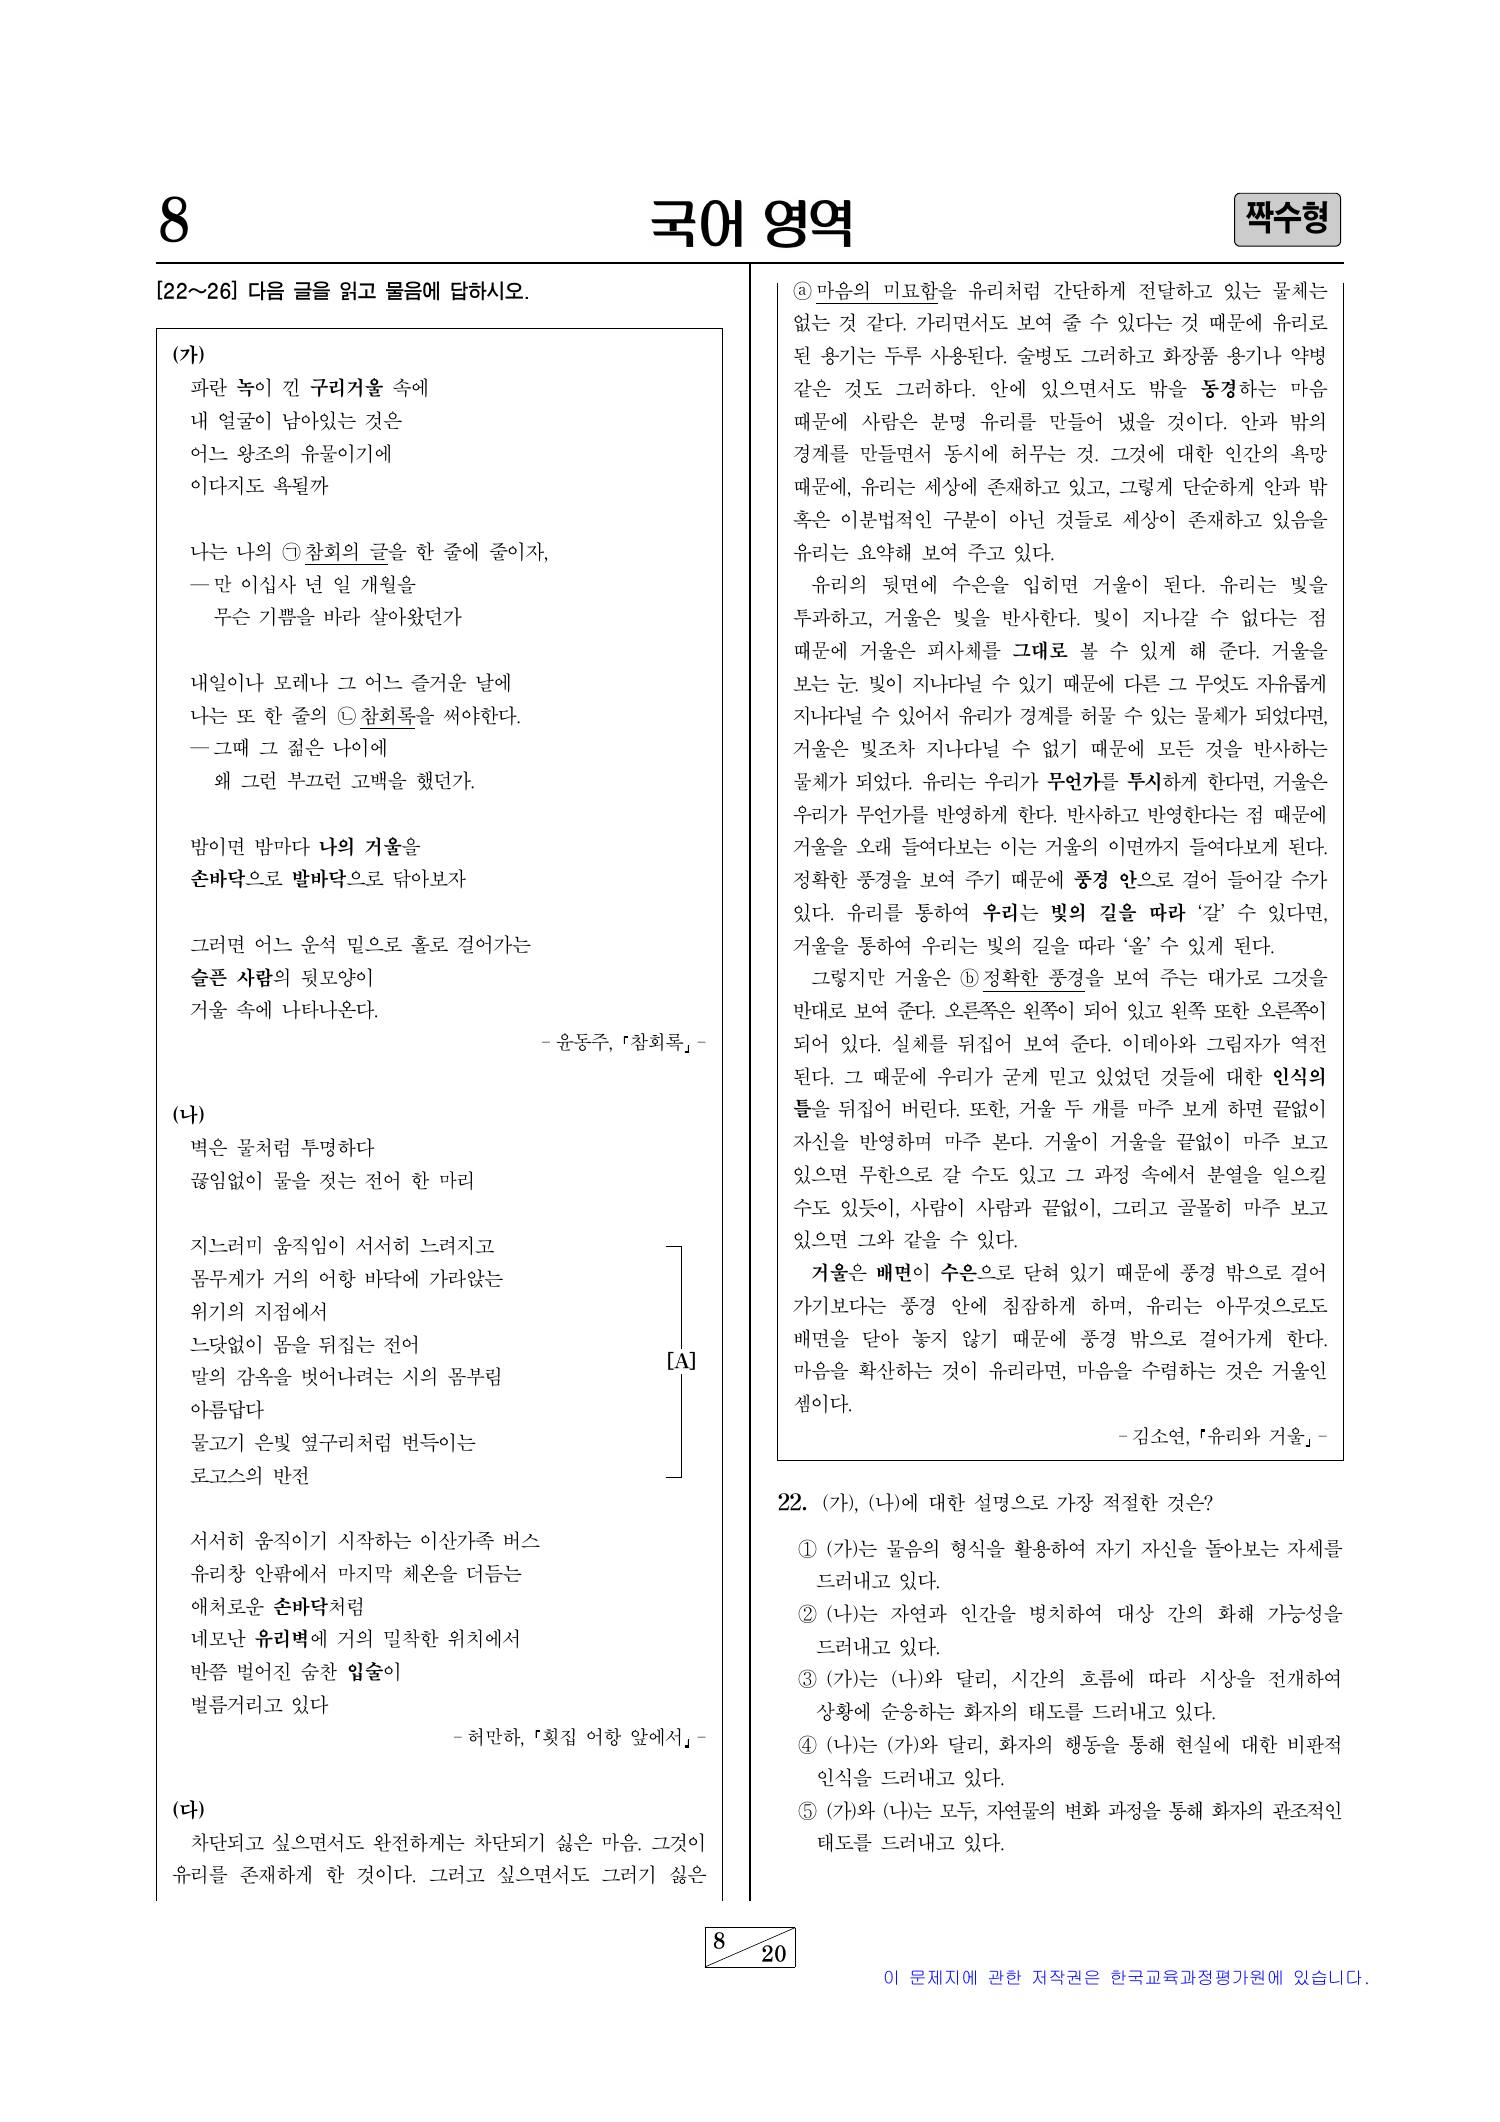 8
국어 영역
짝수형
[22~26] 다음 글을 읽고 물음에 답하시오.
(가)
파란 녹이 낀 구리거울 속에
내 얼굴이 남아있는 것은
어느 왕조의 유물이기에
이다지도 욕될까
나는 나의 ㉠참회의 글을 한 줄에 줄이자,
― 만 이십사 년 일 개월을
무슨 기쁨을 바라 살아왔던가
내일이나 모레나 그 어느 즐거운 날에
나는 또 한 줄의 ㉡참회록을 써야한다.
― 그때 그 젊은 나이에
왜 그런 부끄런 고백을 했던가.
밤이면 밤마다 나의 거울을
손바닥으로 발바닥으로 닦아보자
그러면 어느 운석 밑으로 홀로 걸어가는
슬픈 사람의 뒷모양이
거울 속에 나타나온다.
- 윤동주, 「참회록」 -
(나)
벽은 물처럼 투명하다
끊임없이 물을 젓는 전어 한 마리
지느러미 움직임이 서서히 느려지고
몸무게가 거의 어항 바닥에 가라앉는
위기의 지점에서
느닷없이 몸을 뒤집는 전어
말의 감옥을 벗어나려는 시의 몸부림
아름답다
물고기 은빛 옆구리처럼 번득이는
로고스의 반전
[A]
서서히 움직이기 시작하는 이산가족 버스
유리창 안팎에서 마지막 체온을 더듬는
애처로운 손바닥처럼
네모난 유리벽에 거의 밀착한 위치에서
반쯤 벌어진 숨찬 입술이
벌름거리고 있다
- 허만하, 「횟집 어항 앞에서」 -
(다)
차단되고 싶으면서도 완전하게는 차단되기 싫은 마음. 그것이
유리를 존재하게 한 것이다. 그러고 싶으면서도 그러기 싫은
ⓐ마음의 미묘함을 유리처럼 간단하게 전달하고 있는 물체는
없는 것 같다. 가리면서도 보여 줄 수 있다는 것 때문에 유리로
된 용기는 두루 사용된다. 술병도 그러하고 화장품 용기나 약병
같은 것도 그러하다. 안에 있으면서도 밖을 동경하는 마음
때문에 사람은 분명 유리를 만들어 냈을 것이다. 안과 밖의
경계를 만들면서 동시에 허무는 것. 그것에 대한 인간의 욕망
때문에, 유리는 세상에 존재하고 있고, 그렇게 단순하게 안과 밖
혹은 이분법적인 구분이 아닌 것들로 세상이 존재하고 있음을
유리는 요약해 보여 주고 있다.
유리의 뒷면에 수은을 입히면 거울이 된다. 유리는 빛을
투과하고, 거울은 빛을 반사한다. 빛이 지나갈 수 없다는 점
때문에 거울은 피사체를 그대로 볼 수 있게 해 준다. 거울을
보는 눈. 빛이 지나다닐 수 있기 때문에 다른 그 무엇도 자유롭게
지나다닐 수 있어서 유리가 경계를 허물 수 있는 물체가 되었다면,
거울은 빛조차 지나다닐 수 없기 때문에 모든 것을 반사하는
물체가 되었다. 유리는 우리가 무언가를 투시하게 한다면, 거울은
우리가 무언가를 반영하게 한다. 반사하고 반영한다는 점 때문에
거울을 오래 들여다보는 이는 거울의 이면까지 들여다보게 된다.
정확한 풍경을 보여 주기 때문에 풍경 안으로 걸어 들어갈 수가
있다. 유리를 통하여 우리는 빛의 길을 따라 ‘갈’ 수 있다면,
거울을 통하여 우리는 빛의 길을 따라 ‘올’ 수 있게 된다.
그렇지만 거울은 ⓑ정확한 풍경을 보여 주는 대가로 그것을
반대로 보여 준다. 오른쪽은 왼쪽이 되어 있고 왼쪽 또한 오른쪽이
되어 있다. 실체를 뒤집어 보여 준다. 이데아와 그림자가 역전
된다. 그 때문에 우리가 굳게 믿고 있었던 것들에 대한 인식의
틀을 뒤집어 버린다. 또한, 거울 두 개를 마주 보게 하면 끝없이
자신을 반영하며 마주 본다. 거울이 거울을 끝없이 마주 보고
있으면 무한으로 갈 수도 있고 그 과정 속에서 분열을 일으킬
수도 있듯이, 사람이 사람과 끝없이, 그리고 골몰히 마주 보고
있으면 그와 같을 수 있다.
거울은 배면이 수은으로 닫혀 있기 때문에 풍경 밖으로 걸어
가기보다는 풍경 안에 침잠하게 하며, 유리는 아무것으로도
배면을 닫아 놓지 않기 때문에 풍경 밖으로 걸어가게 한다.
마음을 확산하는 것이 유리라면, 마음을 수렴하는 것은 거울인
셈이다.
- 김소연, 「유리와 거울」 -
22. (가), (나)에 대한 설명으로 가장 적절한 것은?
① (가)는 물음의 형식을 활용하여 자기 자신을 돌아보는 자세를
드러내고 있다.
② (나)는 자연과 인간을 병치하여 대상 간의 화해 가능성을
드러내고 있다.
③ (가)는 (나)와 달리, 시간의 흐름에 따라 시상을 전개하여
상황에 순응하는 화자의 태도를 드러내고 있다.
④ (나)는 (가)와 달리, 화자의 행동을 통해 현실에 대한 비판적
인식을 드러내고 있다.
⑤ (가)와 (나)는 모두, 자연물의 변화 과정을 통해 화자의 관조적인
태도를 드러내고 있다.
8
20
이 문제지에 관한 저작권은 한국교육과정평가원에 있습니다.